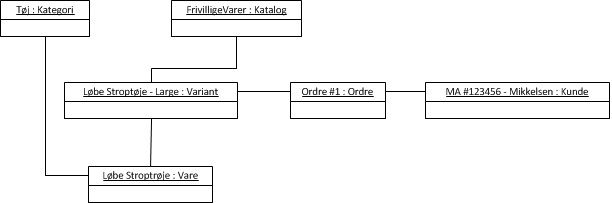 Tøj : Kategori
FrivilligeVarer : Katalog
Løbe Stroptøje - Large : Variant
Ordre #1 : Ordre
MA #123456 - Mikkelsen : Kunde
Løbe Stroptrøje : Vare